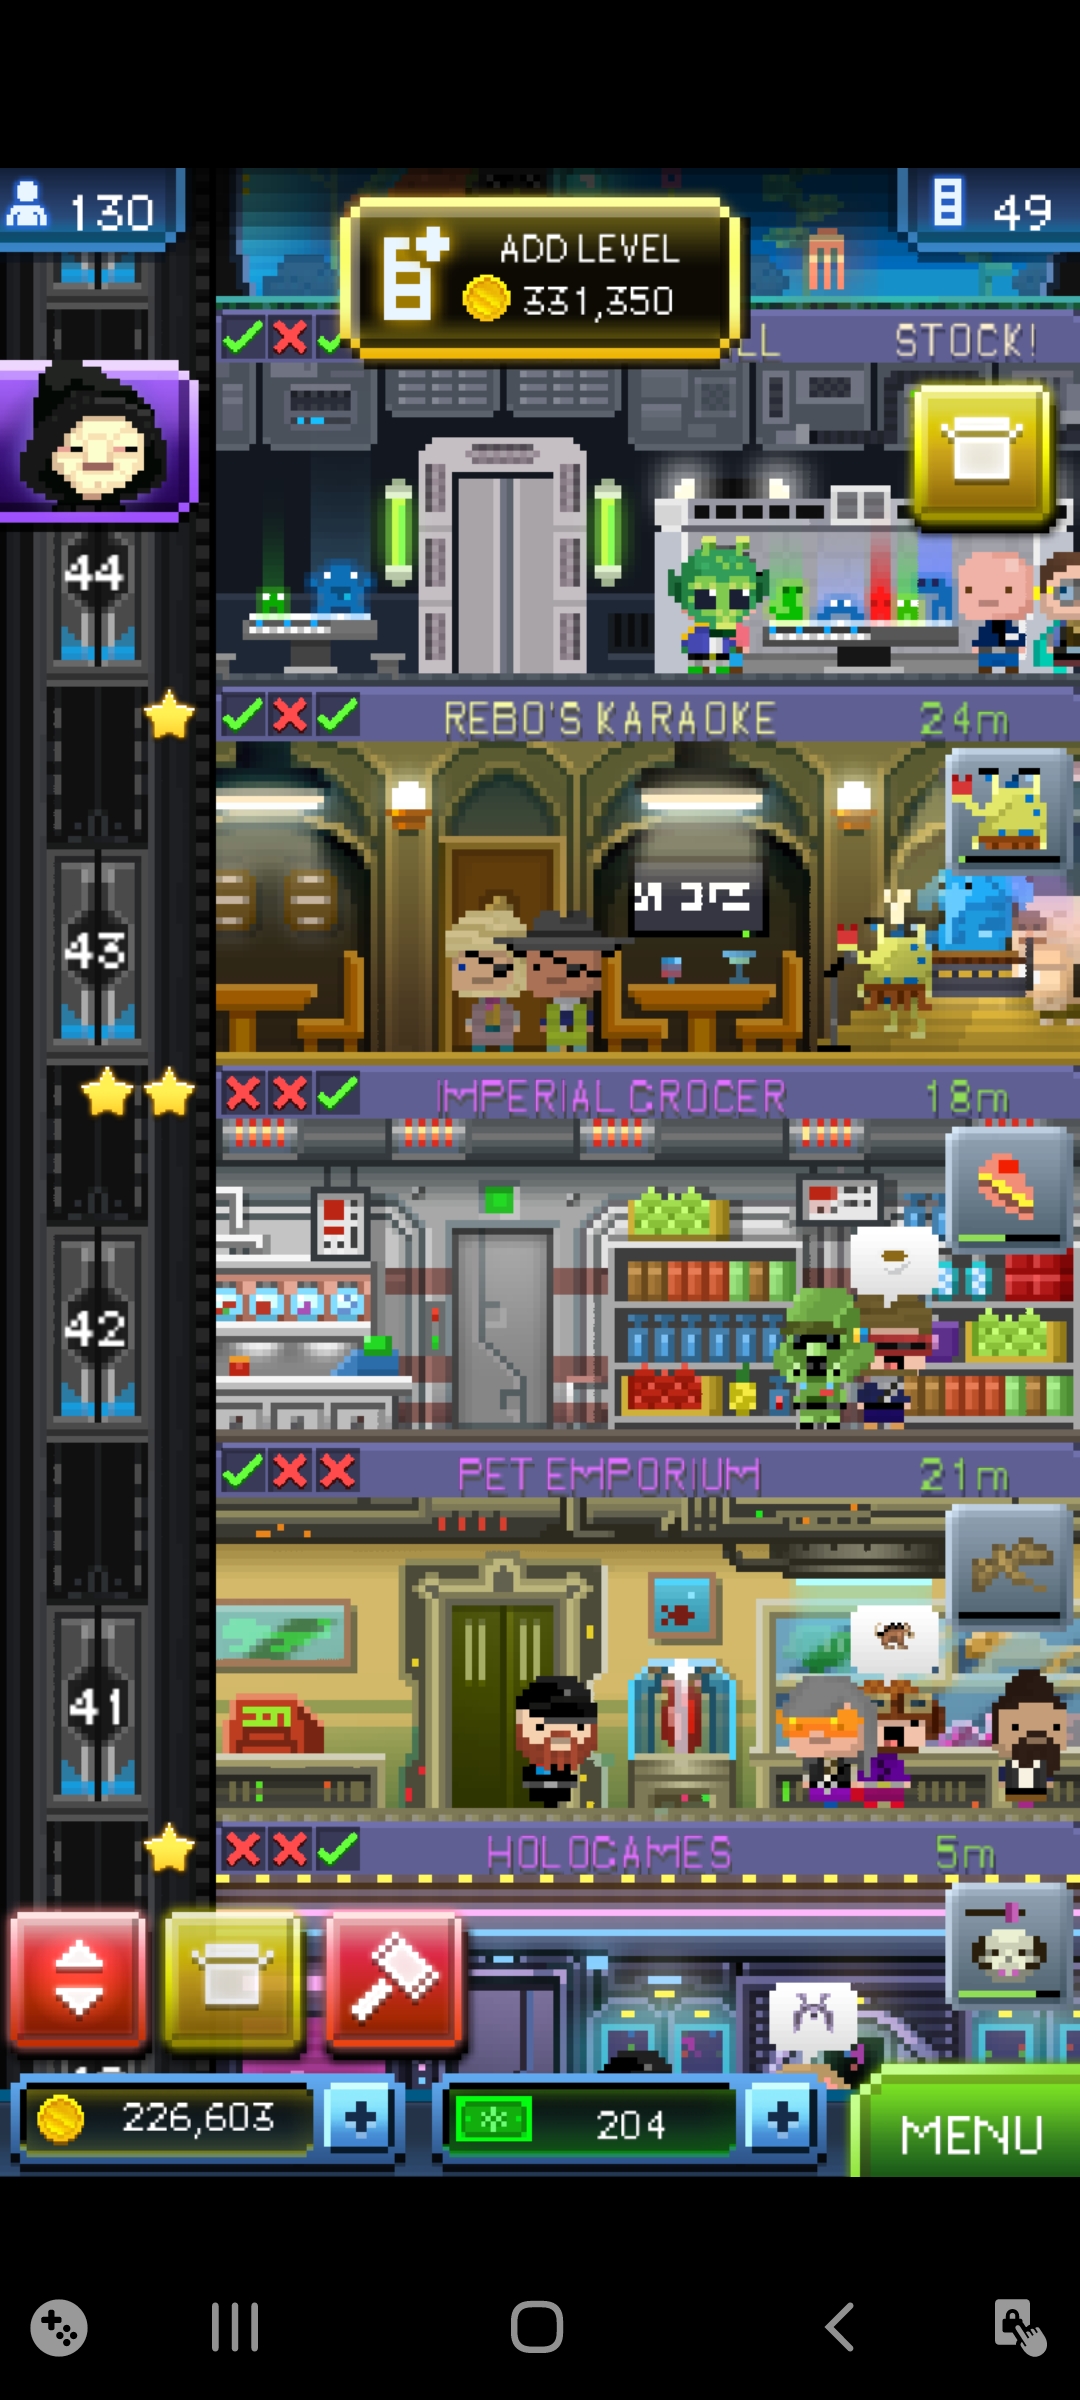 130
49
ADD LEVEL
331,350
LL STOCK!
44
REBO'S KARAOKE 24m
43
IMPERIAL GROCER 18m
42
PET EMPORIUM 21m
41
HOLOGAMES 5m
226,603
204
MENU